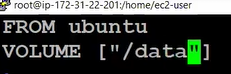 root@ip-172-31-22-201:/home/ec2-user
FROM ubuntu
VOLUME ["/data"]